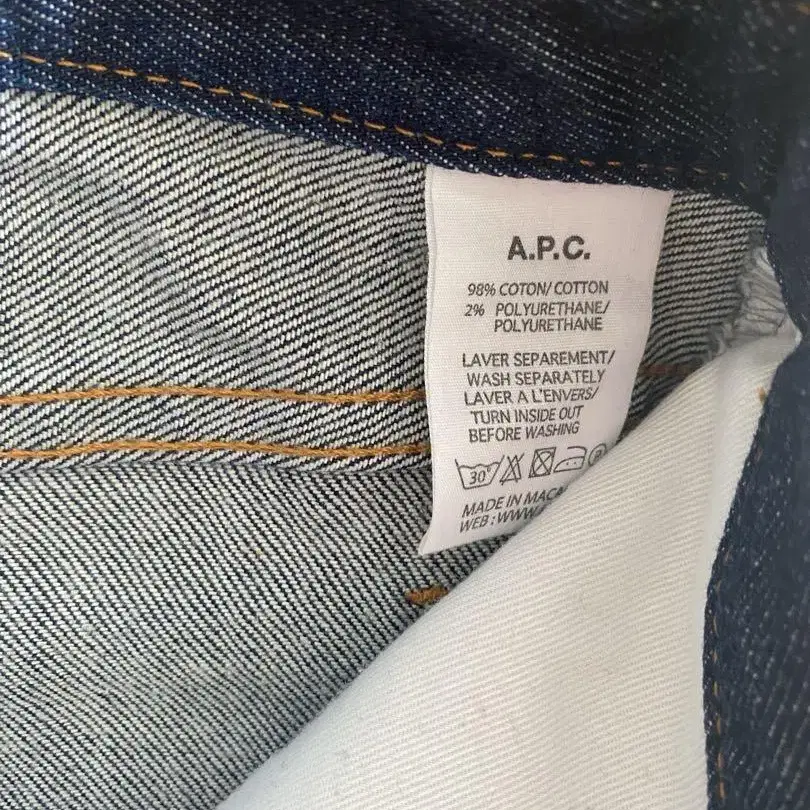 A.P.C.
98% COTON/ COTTON
2% POLYURETHANE/
POLYURETHANE
LAVER SEPAREMENT/
WASH SEPARATELY
LAVER A L'ENVERS/
TURN INSIDE OUT
BEFORE WASHING
30°
MADE IN
WEB : WWW